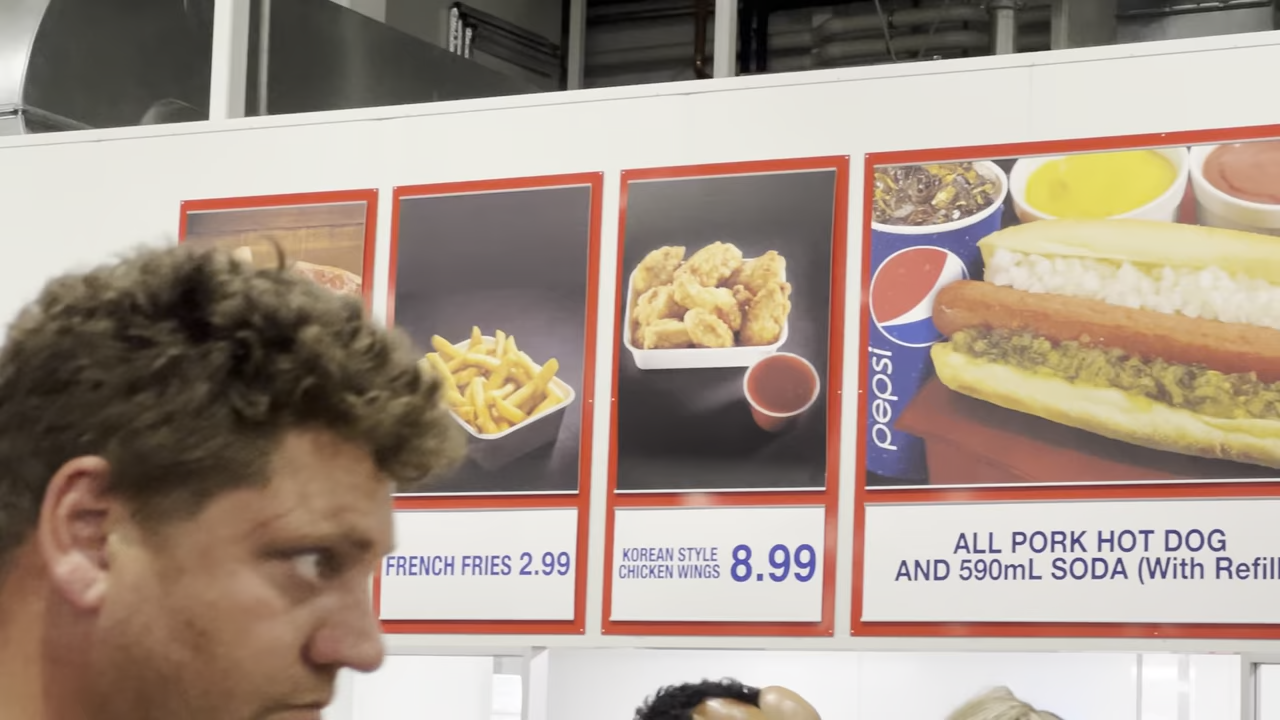 pepsi
FRENCH FRIES 2.99
KOREAN STYLE
CHICKEN WINGS 8.99
ALL PORK HOT DOG
AND 590mL SODA (With Refill